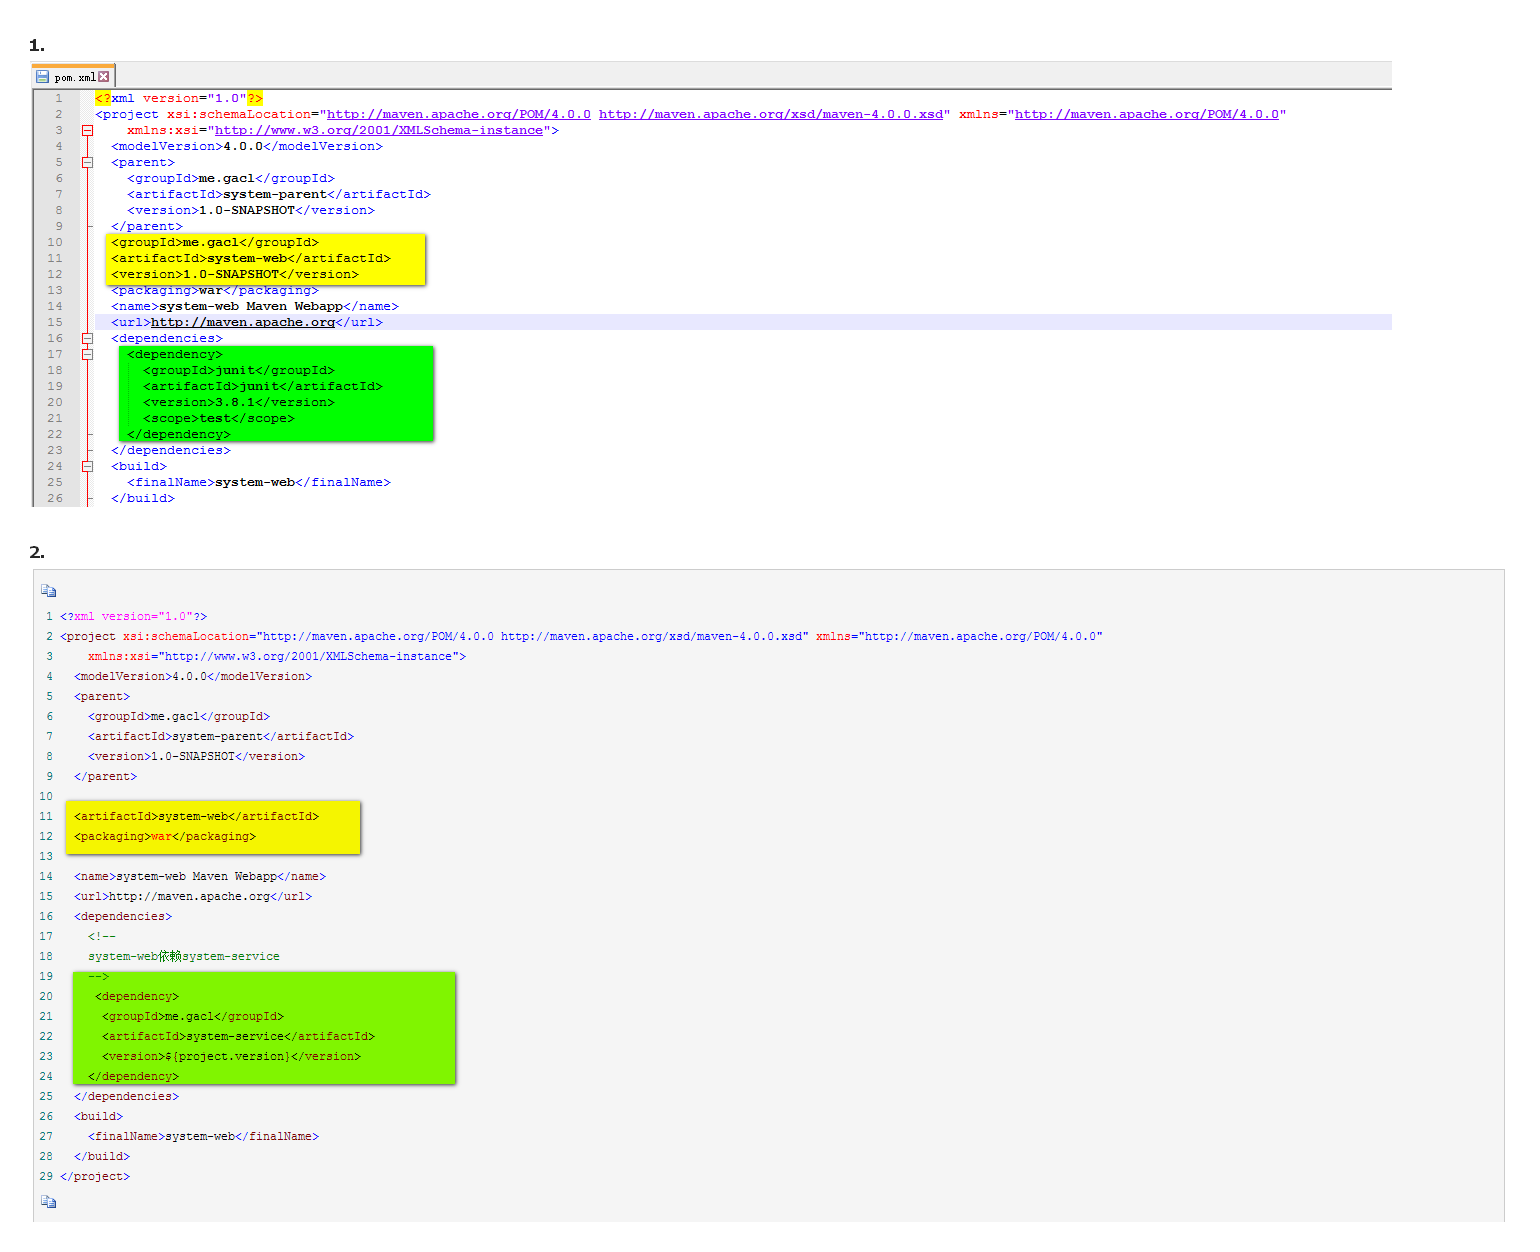 1.
pom.xml
1 <?xml version="1.0"?>
2 <project xsi:schemaLocation="http://maven.apache.org/POM/4.0.0 http://maven.apache.org/xsd/maven-4.0.0.xsd" xmlns="http://maven.apache.org/POM/4.0.0"
3 xmlns:xsi="http://www.w3.org/2001/XMLSchema-instance">
4 <modelVersion>4.0.0</modelVersion>
5 <parent>
6 <groupId>me.gacl</groupId>
7 <artifactId>system-parent</artifactId>
8 <version>1.0-SNAPSHOT</version>
9 </parent>
10 <groupId>me.gacl</groupId>
11 <artifactId>system-web</artifactId>
12 <version>1.0-SNAPSHOT</version>
13 <packaging>war</packaging>
14 <name>system-web Maven Webapp</name>
15 <url>http://maven.apache.org</url>
16 <dependencies>
17 <dependency>
18 <groupId>junit</groupId>
19 <artifactId>junit</artifactId>
20 <version>3.8.1</version>
21 <scope>test</scope>
22 </dependency>
23 </dependencies>
24 <build>
25 <finalName>system-web</finalName>
26 </build>
2.
1 <?xml version="1.0"?>
2 <project xsi:schemaLocation="http://maven.apache.org/POM/4.0.0 http://maven.apache.org/xsd/maven-4.0.0.xsd" xmlns="http://maven.apache.org/POM/4.0.0"
3 xmlns:xsi="http://www.w3.org/2001/XMLSchema-instance">
4 <modelVersion>4.0.0</modelVersion>
5 <parent>
6 <groupId>me.gacl</groupId>
7 <artifactId>system-parent</artifactId>
8 <version>1.0-SNAPSHOT</version>
9 </parent>
10
11 <artifactId>system-web</artifactId>
12 <packaging>war</packaging>
13
14 <name>system-web Maven Webapp</name>
15 <url>http://maven.apache.org</url>
16 <dependencies>
17 <!--
18 system-web依赖system-service
19 -->
20 <dependency>
21 <groupId>me.gacl</groupId>
22 <artifactId>system-service</artifactId>
23 <version>${project.version}</version>
24 </dependency>
25 </dependencies>
26 <build>
27 <finalName>system-web</finalName>
28 </build>
29 </project>